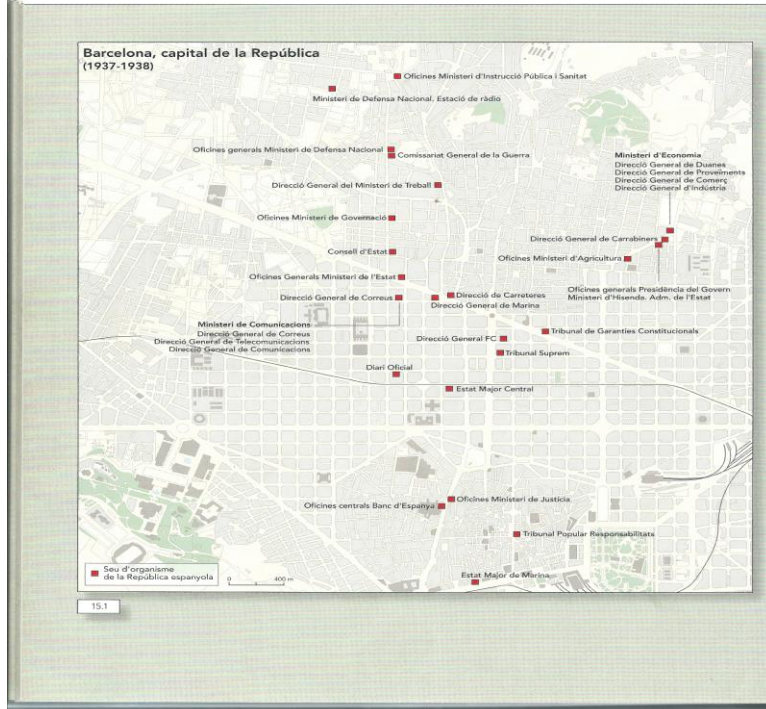 Barcelona, capital de la República
(1937-1938)
Oficines Ministeri d'Instrucció Pública i Sanitat
Ministeri de Defensa Nacional. Estació de ràdio
Oficines generals Ministeri de Defensa Nacional
Comissariat General de la Guerra
Ministeri d'Economia
Direcció General de Duanes
Direcció General de Proveïments
Direcció General de Comerç
Direcció General d'Indústria
Direcció General del Ministeri de Treball
Oficines Ministeri de Governació
Direcció General de Carrabiners
Consell d'Estat
Oficines Ministeri d'Agricultura
Oficines Generals Ministeri de l'Estat
Oficines generals Presidència del Govern
Ministeri d'Hisenda. Adm. de l'Estat
Direcció General de Correus
Direcció de Carreteres
Direcció General de Marina
Ministeri de Comunicacions
Direcció General de Correus
Direcció General de Telecomunicacions
Direcció General de Comunicacions
Tribunal de Garanties Constitucionals
Direcció General FC
Tribunal Suprem
Diari Oficial
Estat Major Central
Oficines Ministeri de Justícia
Oficines centrals Banc d'Espanya
Tribunal Popular Responsabilitats
Estat Major de Marina
Seu d'organisme
de la República espanyola
0 400 m
15.1